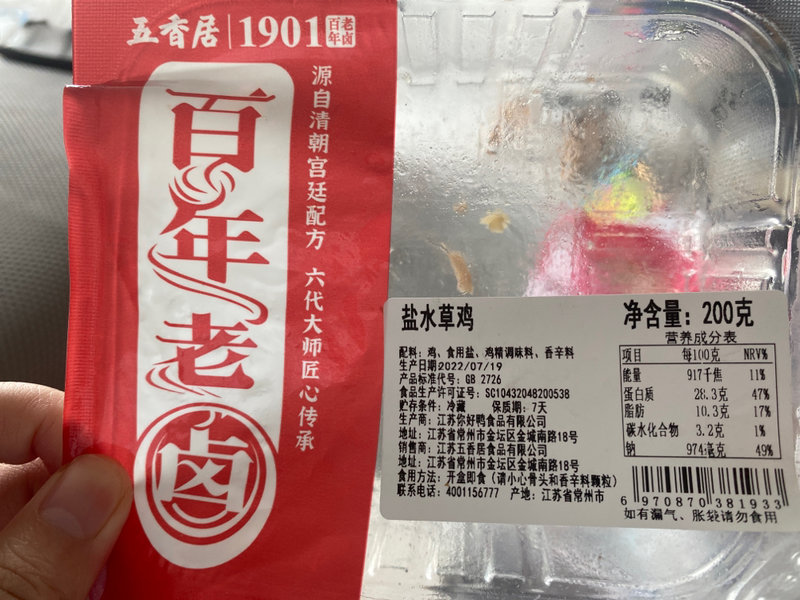 五香居 1901 百年老卤
百年老卤
源自清朝宫廷配方 六代大师匠心传承
盐水草鸡
净含量：200克
配料：鸡、食用盐、鸡精调味料、香辛料
生产日期2022/07/19
产品标准代号：GB 2726
食品生产许可证号：SC10432048200538
贮存条件：冷藏 保质期：7天
生产商：江苏你好鸭食品有限公司
地址：江苏省常州市金坛区金城南路18号
销售商：江苏五香居食品有限公司
地址：江苏省常州市金坛区金城南路18号
食用方法：开盒即食（请小心骨头和香辛料颗粒）
联系电话：4001156777 产地：江苏省常州市
营养成分表
项目 每100克 NRV%
能量 917千焦 11%
蛋白质 28.3克 47%
脂肪 10.3克 17%
碳水化合物 3.2克 1%
钠 974毫克 49%
6 970870 381933
如有漏气、胀袋请勿食用